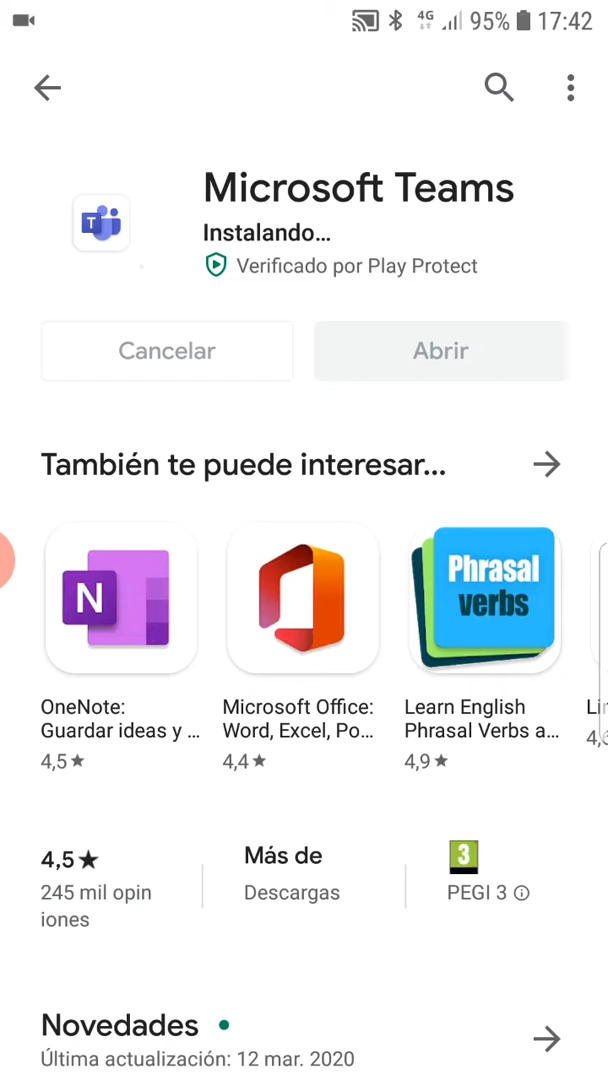 4G 95% 17:42
Microsoft Teams
T
Instalando...
Verificado por Play Protect
Cancelar
Abrir
También te puede interesar...
N
Phrasal
verbs
OneNote:
Guardar ideas y ...
4,5★
Microsoft Office:
Word, Excel, Po...
4,4★
Learn English
Phrasal Verbs a...
4,9★
4,5★
245 mil opin
iones
Más de
Descargas
3
PEGI 3
Novedades
Última actualización: 12 mar. 2020